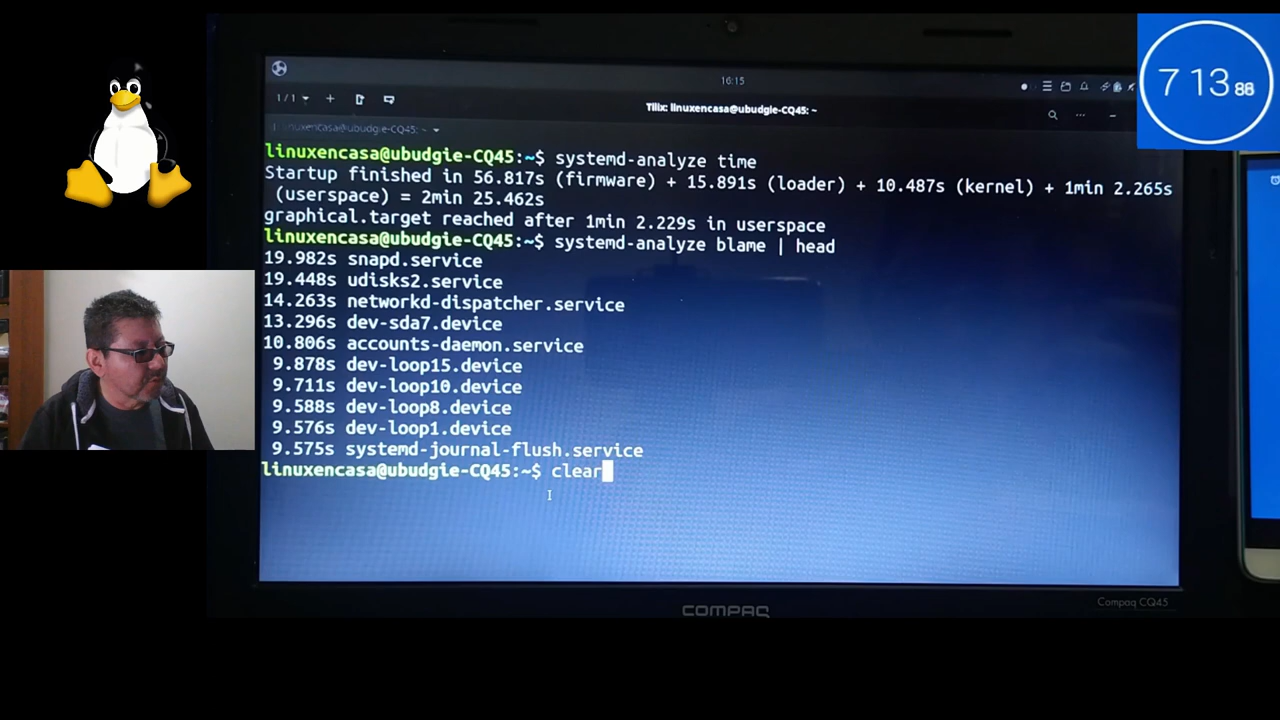 16:15
7 13 86
1/1
Tilix: linuxencasa@ubudgie-CQ45: ~
linuxencasa@ubudgie-CQ45: ~
linuxencasa@ubudgie-CQ45:~$ systemd-analyze time
Startup finished in 56.817s (firmware) + 15.891s (loader) + 10.487s (kernel) + 1min 2.265s
(userspace) = 2min 25.462s
graphical.target reached after 1min 2.229s in userspace
linuxencasa@ubudgie-CQ45:~$ systemd-analyze blame | head
19.982s snapd.service
19.448s udisks2.service
14.263s networkd-dispatcher.service
13.296s dev-sda7.device
10.806s accounts-daemon.service
9.878s dev-loop15.device
9.711s dev-loop10.device
9.588s dev-loop8.device
9.576s dev-loop1.device
9.575s systemd-journal-flush.service
linuxencasa@ubudgie-CQ45:~$ clear
Compaq CQ45
COMPAQ